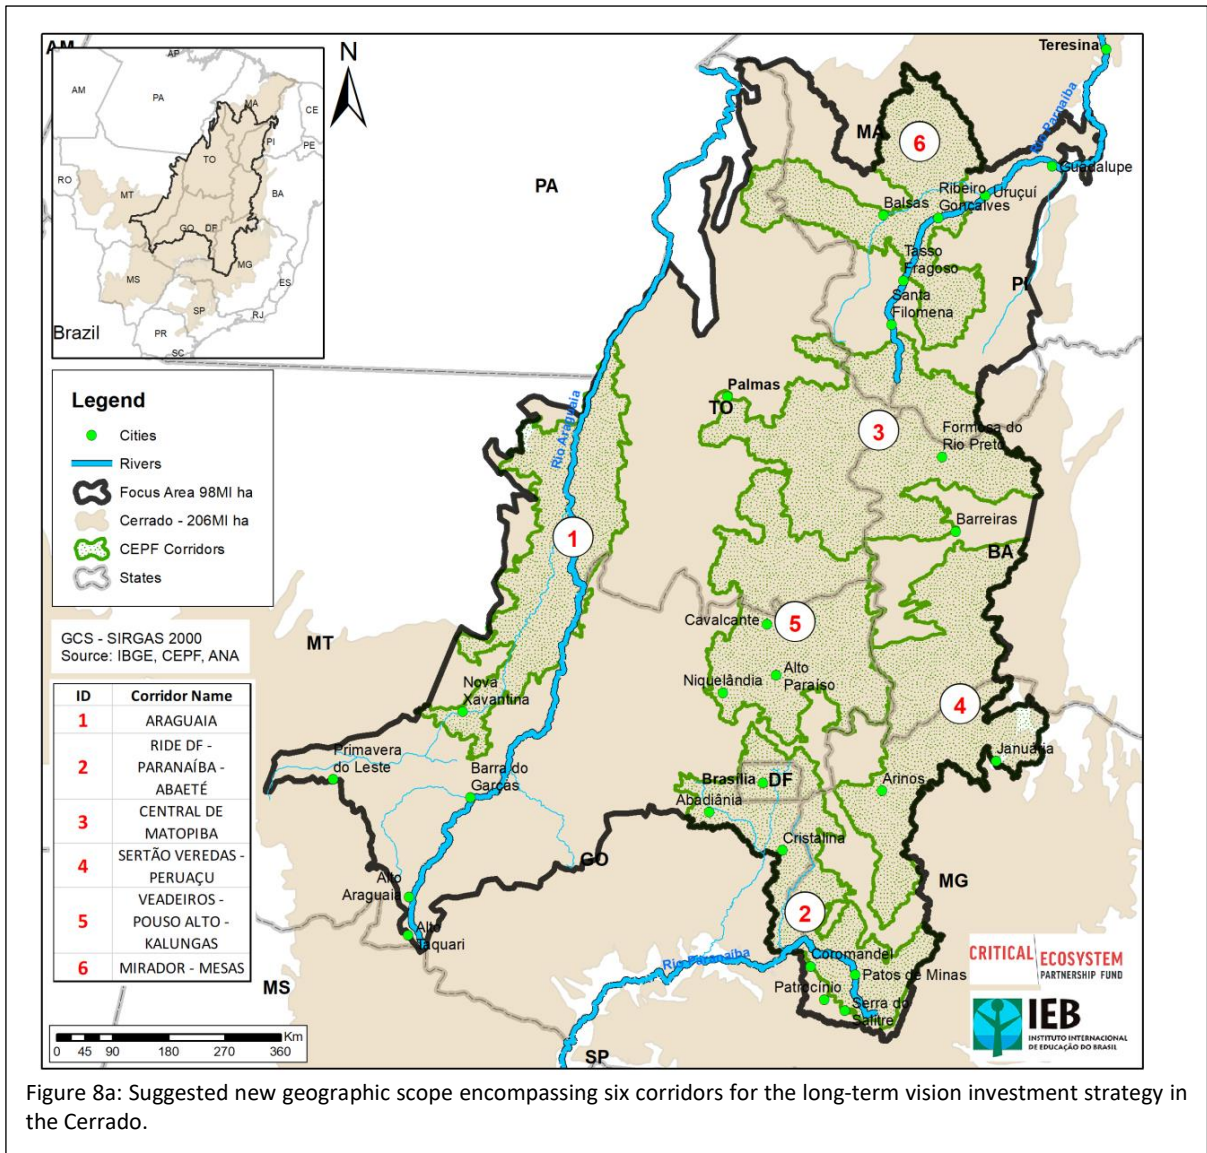 AM
N
AP
AM
PA
MA
CE
TO
PI
PE
RO
MT
BA
GO
DF
MG
MS
ES
SP
RJ
PR
SC
Brazil
Teresina
Rio Parnaíba
MA
6
Guadalupe
PA
Ribeiro
Gonçalves
Uruçuí
Balsas
Tasso
Fragoso
PI
Santa
Filomena
Legend
Cities
Rivers
Focus Area 98MI ha
Cerrado - 206MI ha
CEPF Corridors
States
Rio Araguaia
Palmas
TO
3
Formosa do
Rio Preto
1
Barreiras
BA
GCS - SIRGAS 2000
Source: IBGE, CEPF, ANA
MT
Cavalcante
5
Alto
Paraíso
Niquelândia
Nova
Xavantina
4
ID Corridor Name
1 ARAGUAIA
2 RIDE DF -
PARANAÍBA -
ABAETÉ
3 CENTRAL DE
MATOPIBA
4 SERTÃO VEREDAS -
PERUAÇU
5 VEADEIROS -
POUSO ALTO -
KALUNGAS
6 MIRADOR - MESAS
Primavera
do Leste
Barra do
Garças
Januária
Brasília
DF
Arinos
Abadiânia
Cristalina
GO
Alto
Araguaia
MG
2
Alto
Taquari
Rio Paranaíba
Coromandel
Patos de Minas
Patrocínio
Serra do
Salitre
MS
SP
CRITICAL ECOSYSTEM
PARTNERSHIP FUND
IEB
INSTITUTO INTERNACIONAL
DE EDUCAÇÃO DO BRASIL
Km
0 45 90 180 270 360
Figure 8a: Suggested new geographic scope encompassing six corridors for the long-term vision investment strategy in
the Cerrado.